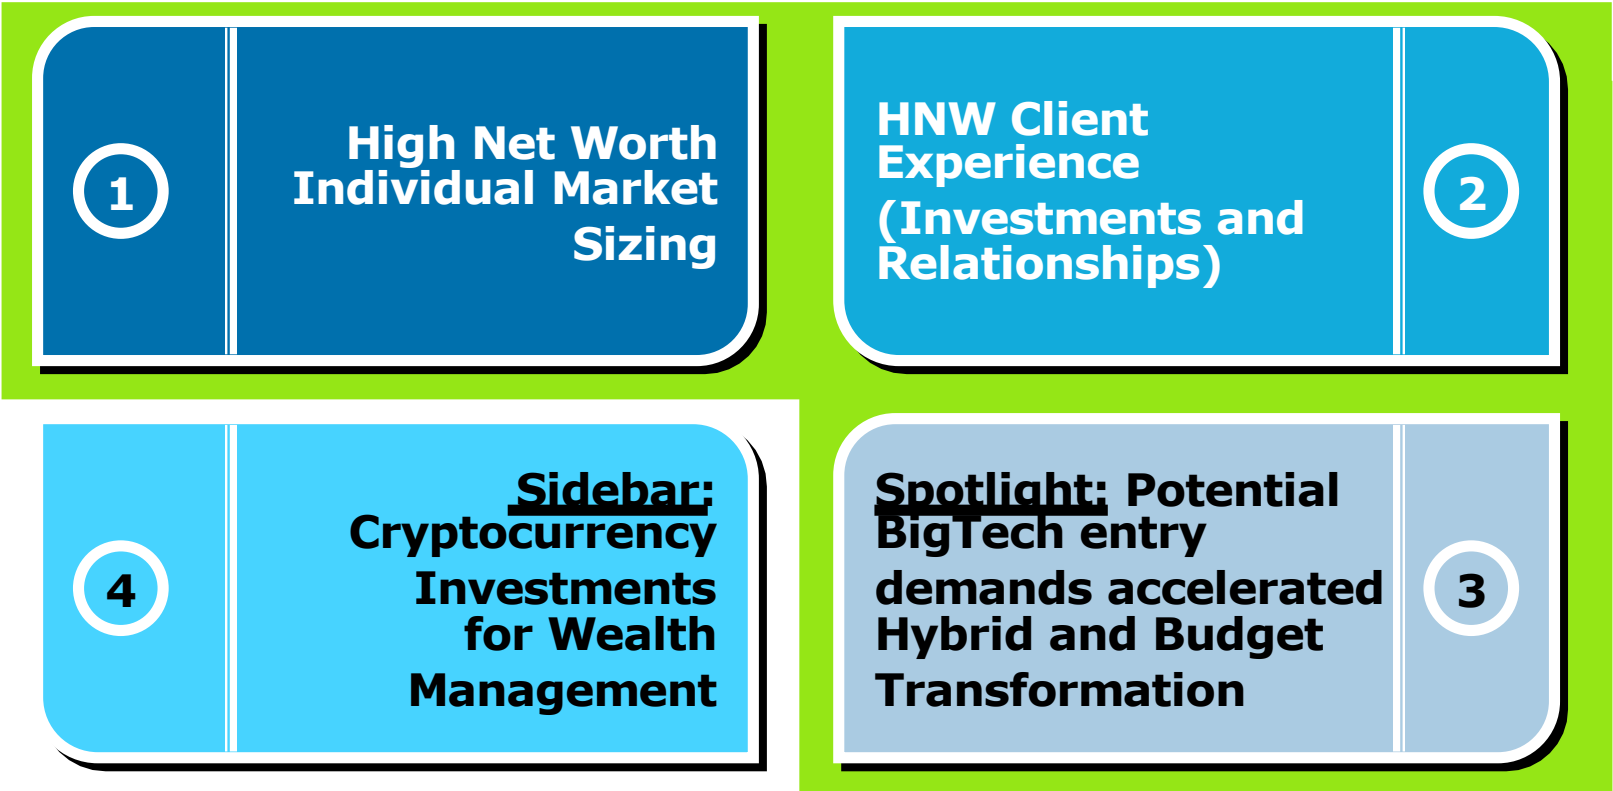 1
High Net Worth
Individual Market
Sizing
HNW Client
Experience
(Investments and
Relationships)
2
4
Sidebar:
Cryptocurrency
Investments
for Wealth
Management
Spotlight: Potential
BigTech entry
demands accelerated
Hybrid and Budget
Transformation
3